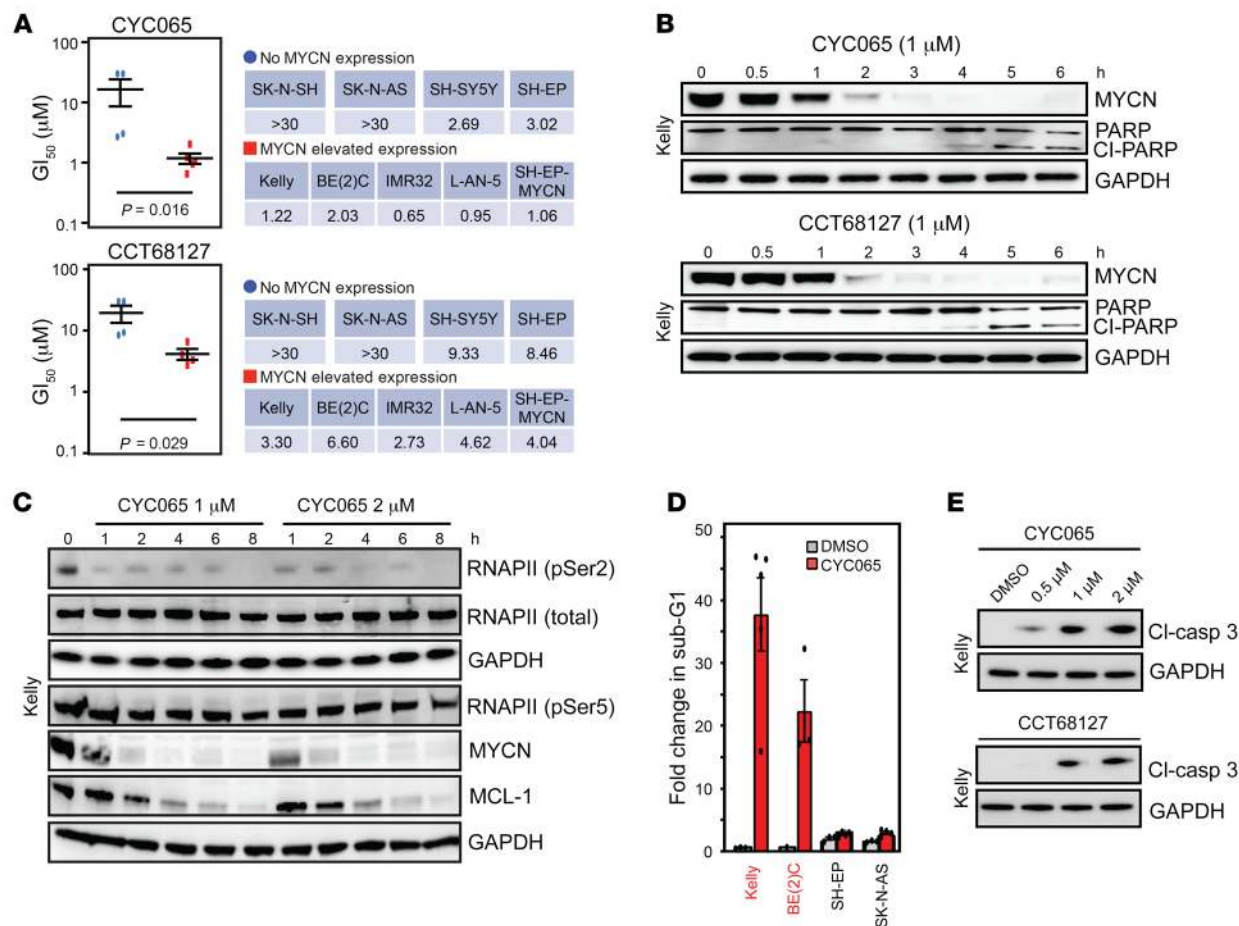 A
CYC065
GI50 (µM)
100
10
1
0.1
P = 0.016
No MYCN expression
SK-N-SH SK-N-AS SH-SY5Y SH-EP
>30 >30 2.69 3.02
MYCN elevated expression
Kelly BE(2)C IMR32 L-AN-5 SH-EP-
MYCN
1.22 2.03 0.65 0.95 1.06
CCT68127
GI50 (µM)
100
10
1
0.1
P = 0.029
No MYCN expression
SK-N-SH SK-N-AS SH-SY5Y SH-EP
>30 >30 9.33 8.46
MYCN elevated expression
Kelly BE(2)C IMR32 L-AN-5 SH-EP-
MYCN
3.30 6.60 2.73 4.62 4.04
B
CYC065 (1 µM)
0 0.5 1 2 3 4 5 6 h
Kelly
MYCN
PARP
Cl-PARP
GAPDH
CCT68127 (1 µM)
0 0.5 1 2 3 4 5 6 h
Kelly
MYCN
PARP
Cl-PARP
GAPDH
C
CYC065 1 µM CYC065 2 µM
0 1 2 4 6 8 1 2 4 6 8 h
Kelly
RNAPII (pSer2)
RNAPII (total)
GAPDH
RNAPII (pSer5)
MYCN
MCL-1
GAPDH
D
Fold change in sub-G1
50
40
30
20
10
5
0
DMSO
CYC065
Kelly
BE(2)C
SH-EP
SK-N-AS
E
CYC065
DMSO 0.5 µM 1 µM 2 µM
Kelly
Cl-casp 3
GAPDH
CCT68127
Kelly
Cl-casp 3
GAPDH